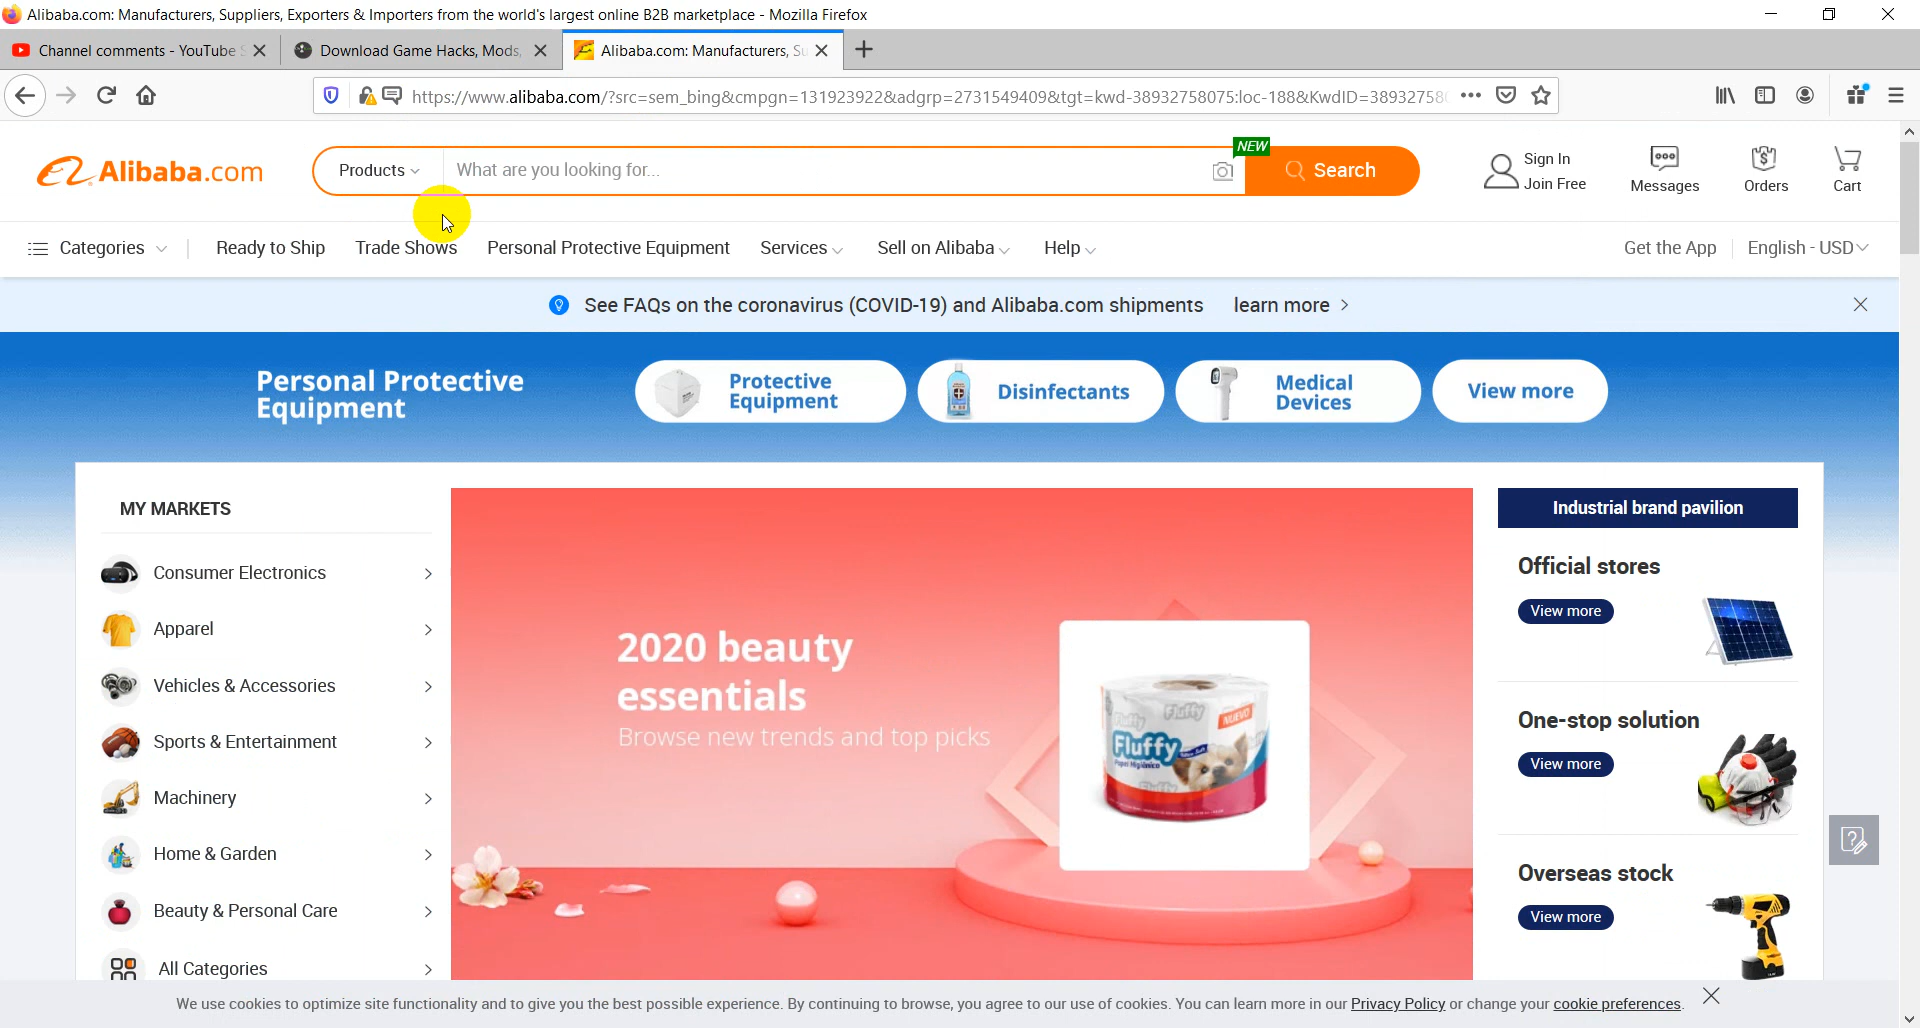 Alibaba.com: Manufacturers, Suppliers, Exporters & Importers from the world's largest online B2B marketplace - Mozilla Firefox
Channel comments - YouTube S
Download Game Hacks, Mods,
Alibaba.com: Manufacturers, Su
https://www.alibaba.com/?src=sem_bing&cmpgn=131923922&adgrp=2731549409&tgt=kwd-38932758075:loc-188&KwdID=38932758
Alibaba.com
Products
What are you looking for...
NEW
Search
Sign In
Join Free
Messages
Orders
Cart
Categories
Ready to Ship
Trade Shows
Personal Protective Equipment
Services
Sell on Alibaba
Help
Get the App
English - USD
See FAQs on the coronavirus (COVID-19) and Alibaba.com shipments learn more >
Personal Protective
Equipment
Protective
Equipment
Disinfectants
Medical
Devices
View more
MY MARKETS
Consumer Electronics
Apparel
Vehicles & Accessories
Sports & Entertainment
Machinery
Home & Garden
Beauty & Personal Care
All Categories
2020 beauty
essentials
Browse new trends and top picks
Fluffy
Fluffy
NUEVO
Fluffy
Papel Higiénico
Industrial brand pavilion
Official stores
View more
One-stop solution
View more
Overseas stock
View more
We use cookies to optimize site functionality and to give you the best possible experience. By continuing to browse, you agree to our use of cookies. You can learn more in our Privacy Policy or change your cookie preferences.